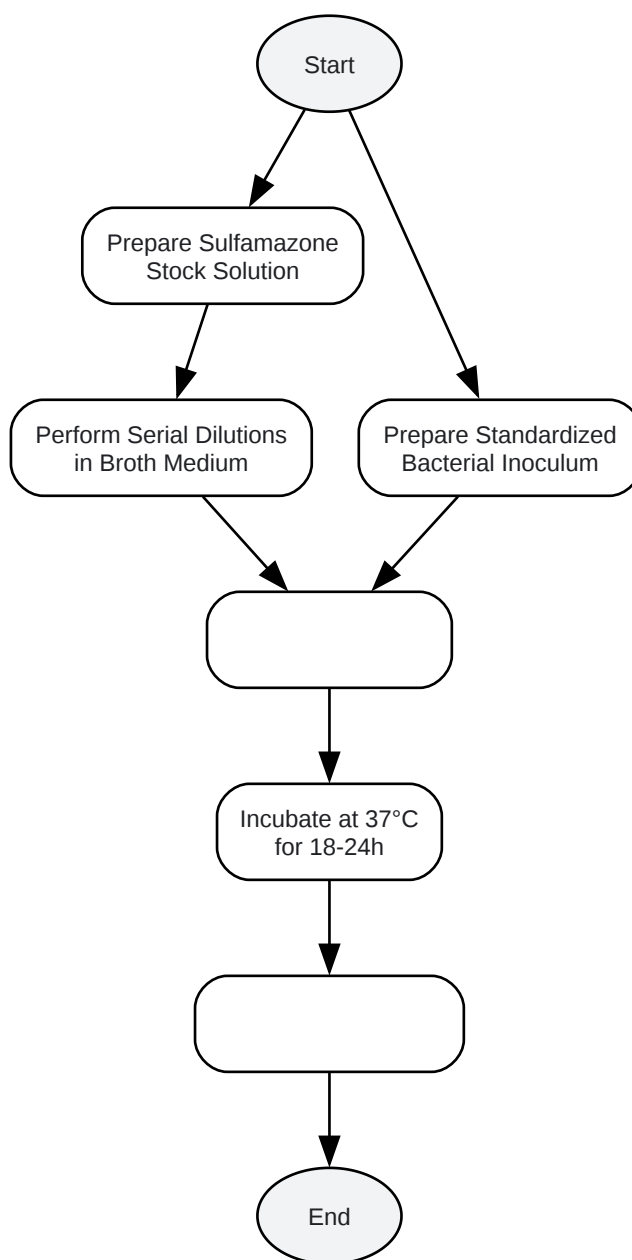 Start
Prepare Sulfamazone
Stock Solution
Perform Serial Dilutions
in Broth Medium
Prepare Standardized
Bacterial Inoculum
Incubate at 37°C
for 18-24h
End